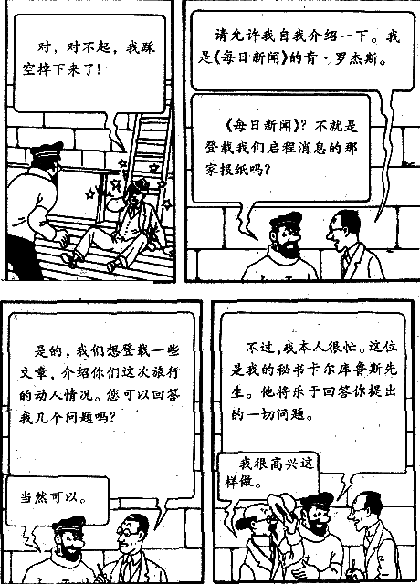 对，对不起，我踩
空摔下来了！
请允许我自我介绍一下。我
是《每日新闻》的肯·罗杰斯。
《每日新闻》？不就是
登载我们启程消息的那
家报纸吗？
是的，我们想登载一些
文章，介绍你们这次旅行
的动人情况。您可以回答
我几个问题吗？
当然可以。
不过，我本人很忙。这位
是我的秘书卡尔库鲁斯先
生。他将乐于回答你提出
的一切问题。
我很高兴这
样做。